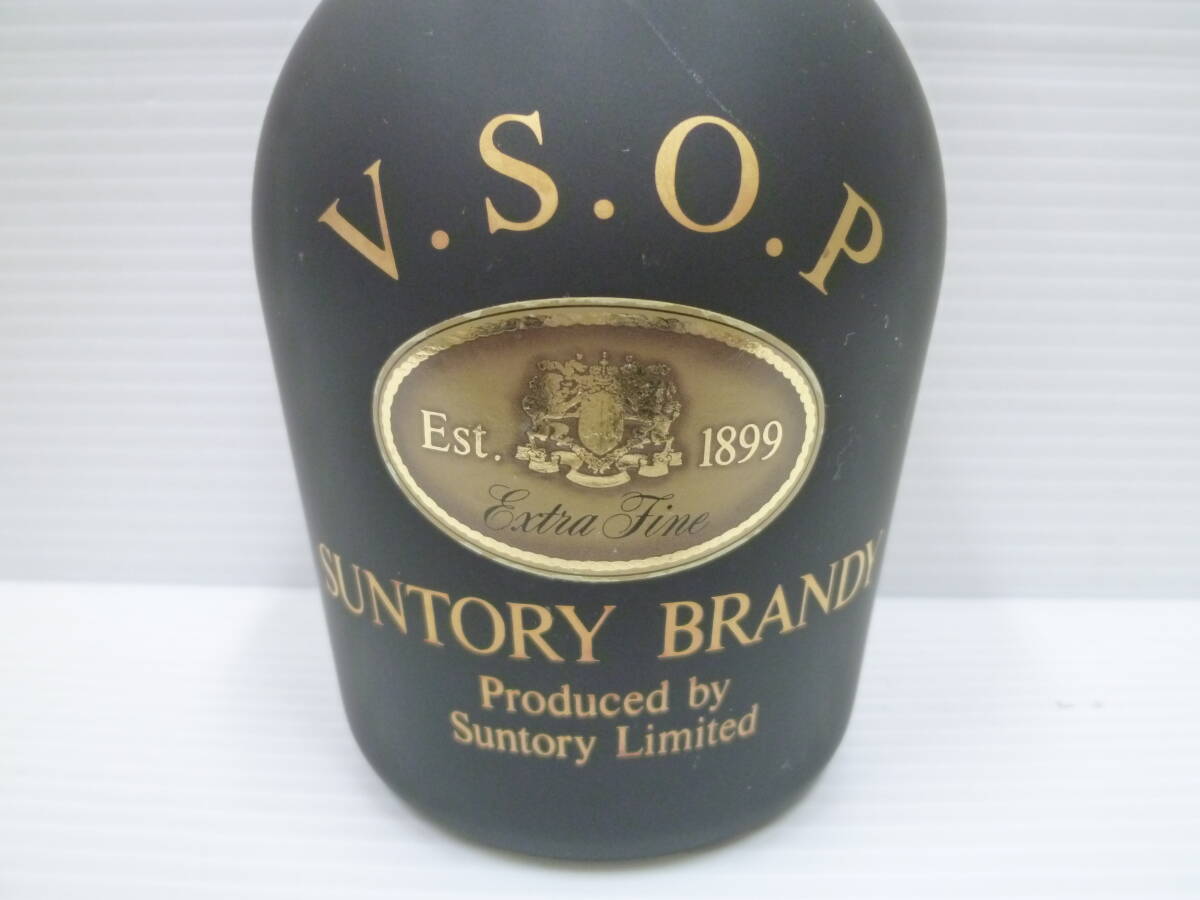 V.S.O.P
Est. 1899
Extra Fine
SUNTORY BRANDY
Produced by
Suntory Limited